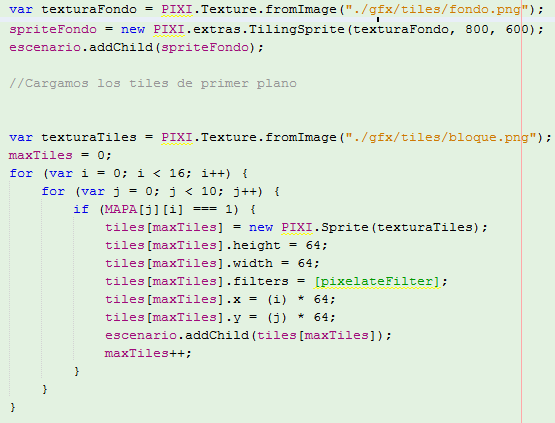 var texturaFondo = PIXI.Texture.fromImage("./gfx/tiles/fondo.png");
spriteFondo = new PIXI.extras.TilingSprite(texturaFondo, 800, 600);
escenario.addChild(spriteFondo);
//Cargamos los tiles de primer plano
var texturaTiles = PIXI.Texture.fromImage("./gfx/tiles/bloque.png");
maxTiles = 0;
for (var i = 0; i < 16; i++) {
    for (var j = 0; j < 10; j++) {
        if (MAPA[j][i] === 1) {
            tiles[maxTiles] = new PIXI.Sprite(texturaTiles);
            tiles[maxTiles].height = 64;
            tiles[maxTiles].width = 64;
            tiles[maxTiles].filters = [pixelateFilter];
            tiles[maxTiles].x = (i) * 64;
            tiles[maxTiles].y = (j) * 64;
            escenario.addChild(tiles[maxTiles]);
            maxTiles++;
        }
    }
}